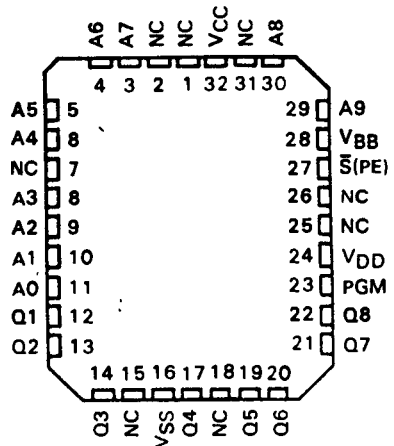 A6 A7 NC NC VCC NC A8
4 3 2 1 32 31 30
A5 5 29 A9
A4 8 28 VBB
NC 7 27 S̅(PE)
A3 8 26 NC
A2 9 25 NC
A1 10 24 VDD
A0 11 23 PGM
Q1 12 22 Q8
Q2 13 21 Q7
14 15 16 17 18 19 20
Q3 NC VSS Q4 NC Q5 Q6